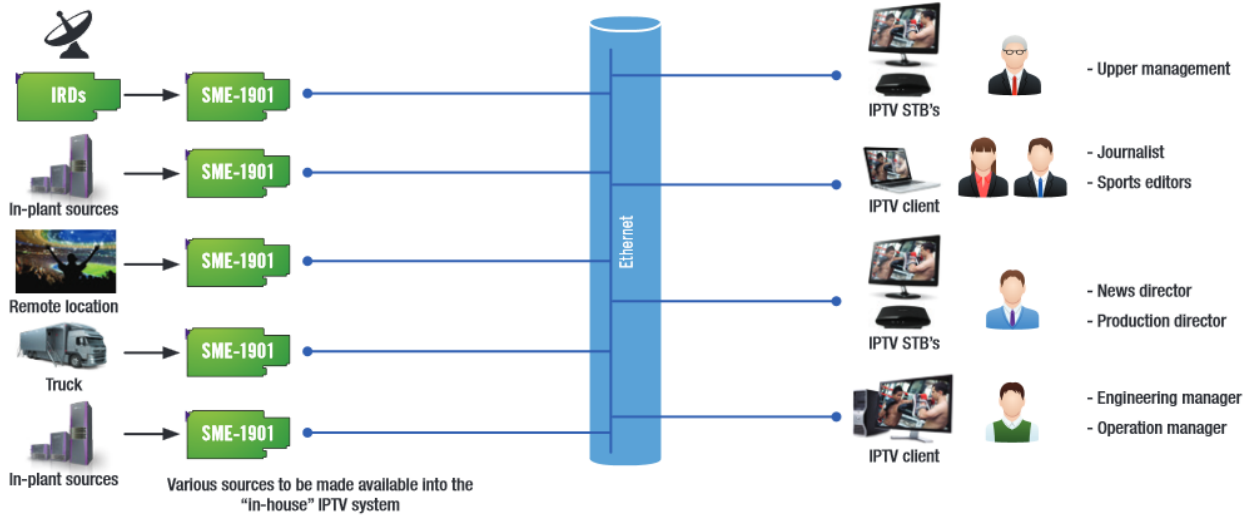 IRDs
SME-1901
In-plant sources
SME-1901
Remote location
SME-1901
Truck
SME-1901
In-plant sources
SME-1901
Various sources to be made available into the
“in-house” IPTV system
Ethernet
IPTV STB's
- Upper management
IPTV client
- Journalist
- Sports editors
IPTV STB's
- News director
- Production director
IPTV client
- Engineering manager
- Operation manager